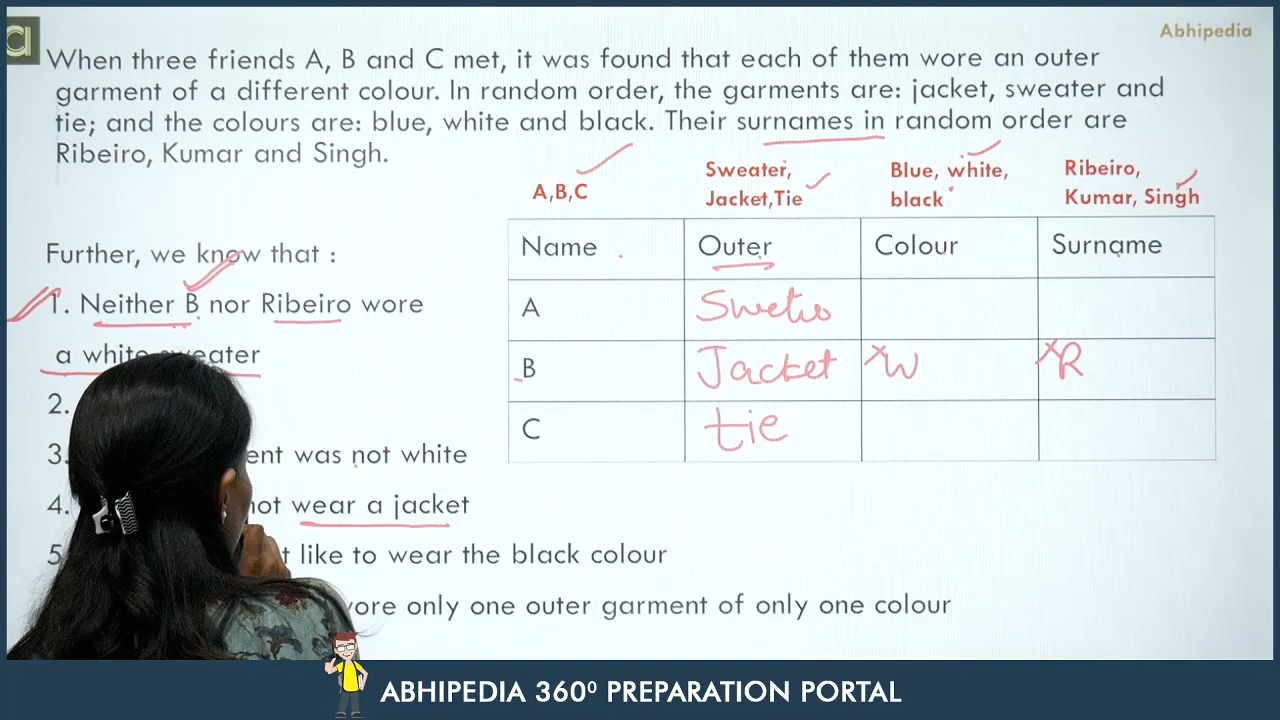 Abhipedia
When three friends A, B and C met, it was found that each of them wore an outer
garment of a different colour. In random order, the garments are: jacket, sweater and
tie; and the colours are: blue, white and black. Their surnames in random order are
Ribeiro, Kumar and Singh.
A,B,C
Sweater,
Jacket,Tie
Blue, white,
black
Ribeiro,
Kumar, Singh
Name Outer Colour Surname
A
B Jacket W R
C tie
Further, we know that :
1. Neither B nor Ribeiro wore
a white sweater
2.
3. was not white
4. wear a jacket
like to wear the black colour
only one outer garment of only one colour
ABHIPEDIA 360⁰ PREPARATION PORTAL